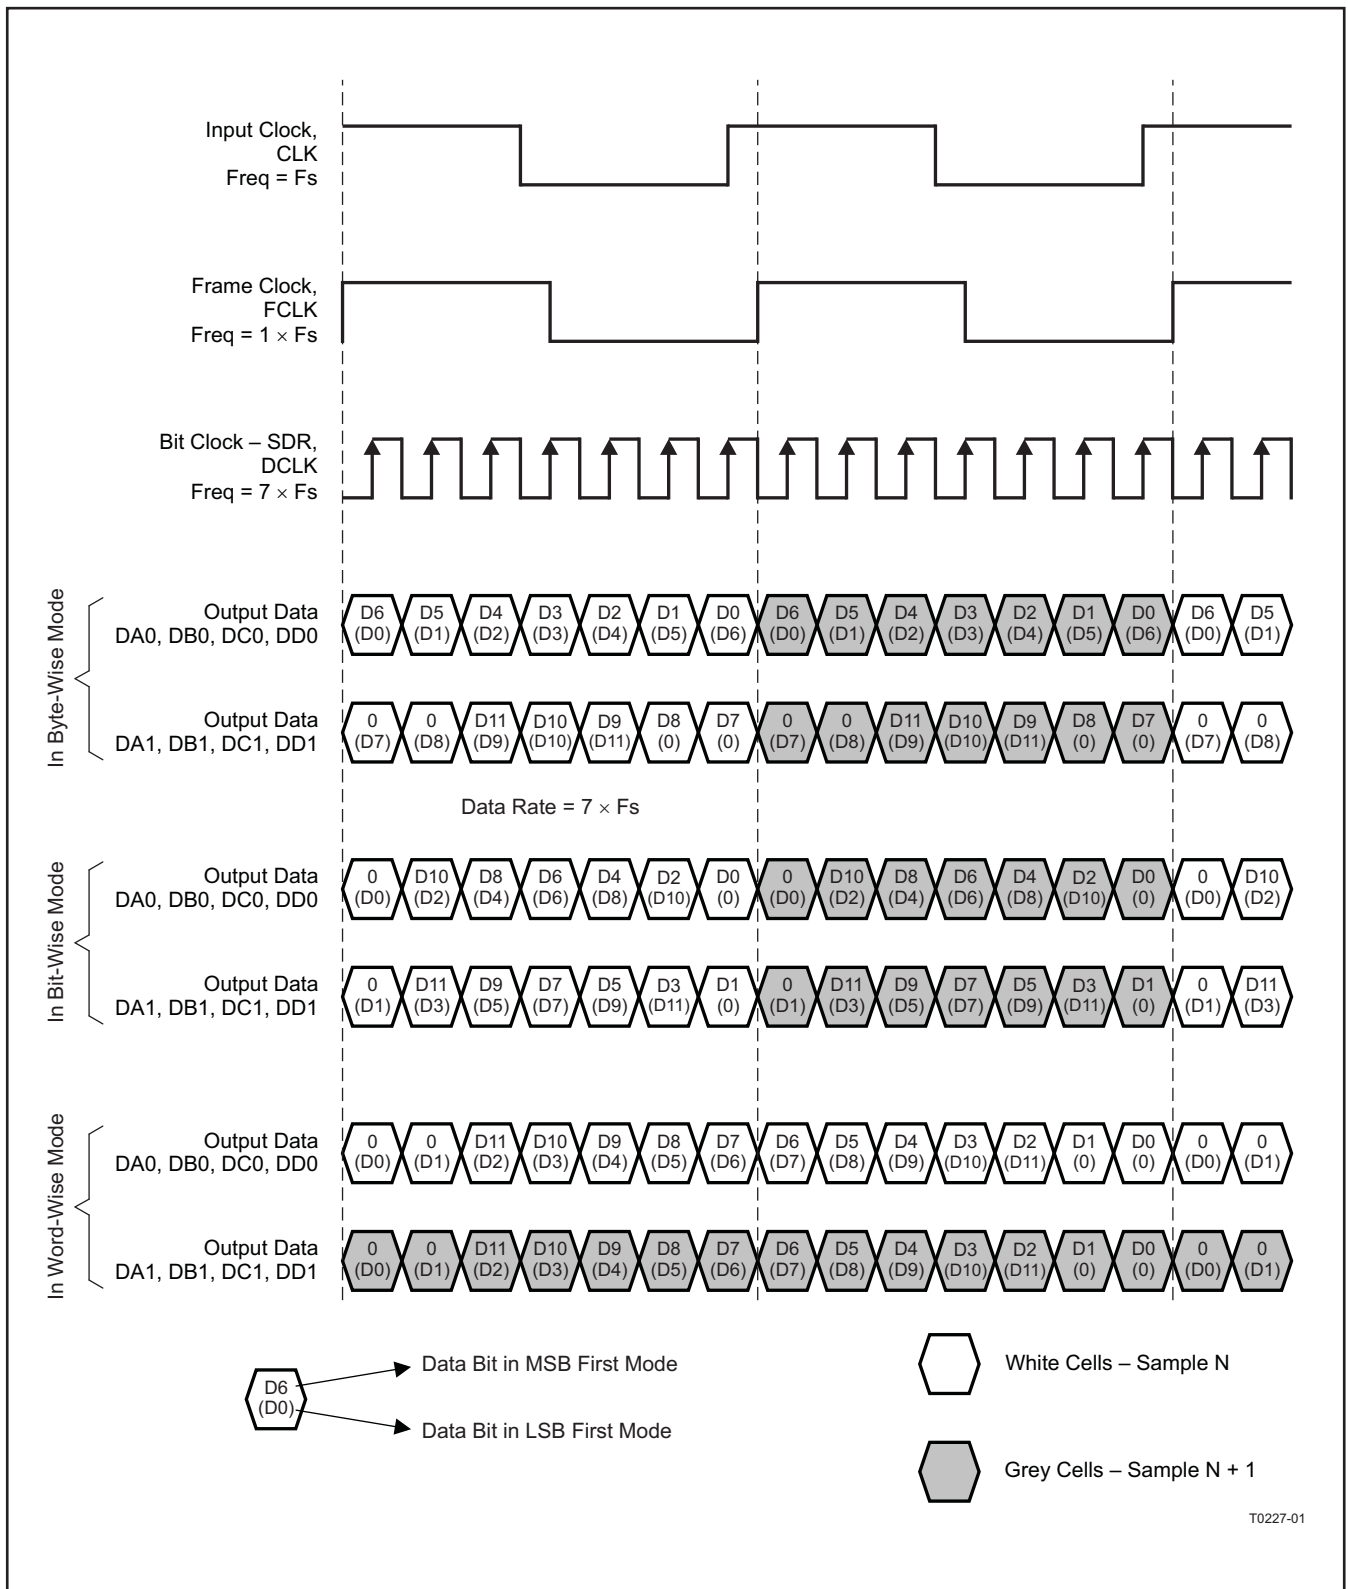 Input Clock,
CLK
Freq = Fs
Frame Clock,
FCLK
Freq = 1 × Fs
Bit Clock – SDR,
DCLK
Freq = 7 × Fs
In Byte-Wise Mode
Output Data
DA0, DB0, DC0, DD0
D6 D5 D4 D3 D2 D1 D0 D6 D5 D4 D3 D2 D1 D0 D6 D5
(D0) (D1) (D2) (D3) (D4) (D5) (D6) (D0) (D1) (D2) (D3) (D4) (D5) (D6) (D0) (D1)
Output Data
DA1, DB1, DC1, DD1
0 0 D11 D10 D9 D8 D7 0 0 D11 D10 D9 D8 D7 0 0
(D7) (D8) (D9) (D10) (D11) (0) (0) (D7) (D8) (D9) (D10) (D11) (0) (0) (D7) (D8)
Data Rate = 7 × Fs
In Bit-Wise Mode
Output Data
DA0, DB0, DC0, DD0
0 D10 D8 D6 D4 D2 D0 0 D10 D8 D6 D4 D2 D0 0 D10
(D0) (D2) (D4) (D6) (D8) (D10) (0) (D0) (D2) (D4) (D6) (D8) (D10) (0) (D0) (D2)
Output Data
DA1, DB1, DC1, DD1
0 D11 D9 D7 D5 D3 D1 0 D11 D9 D7 D5 D3 D1 0 D11
(D1) (D3) (D5) (D7) (D9) (D11) (0) (D1) (D3) (D5) (D7) (D9) (D11) (0) (D1) (D3)
In Word-Wise Mode
Output Data
DA0, DB0, DC0, DD0
0 0 D11 D10 D9 D8 D7 D6 D5 D4 D3 D2 D1 D0 0 0
(D0) (D1) (D2) (D3) (D4) (D5) (D6) (D7) (D8) (D9) (D10) (D11) (0) (0) (D0) (D1)
Output Data
DA1, DB1, DC1, DD1
0 0 D11 D10 D9 D8 D7 D6 D5 D4 D3 D2 D1 D0 0 0
(D0) (D1) (D2) (D3) (D4) (D5) (D6) (D7) (D8) (D9) (D10) (D11) (0) (0) (D0) (D1)
D6
(D0)
Data Bit in MSB First Mode
Data Bit in LSB First Mode
White Cells – Sample N
Grey Cells – Sample N + 1
T0227-01